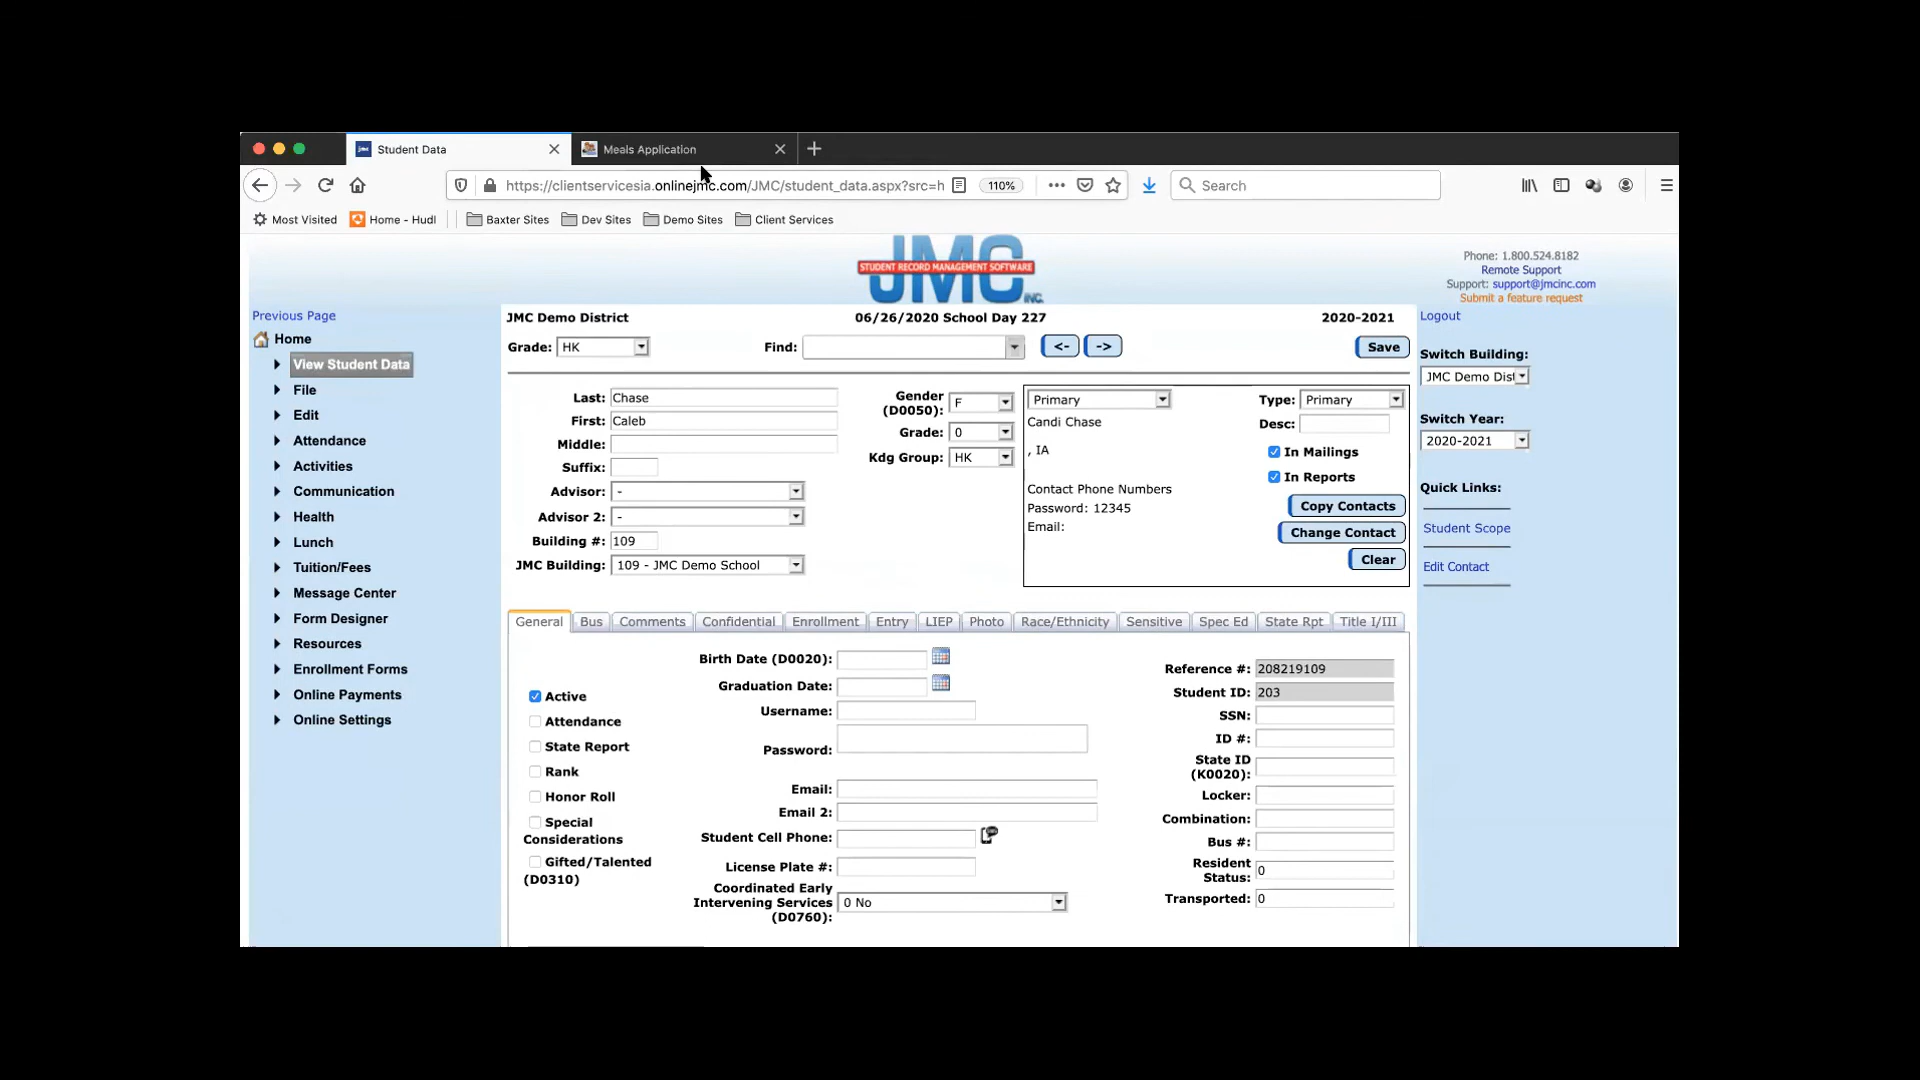 Student Data
Meals Application
https://clientservicesia.onlinejmc.com/JMC/student_data.aspx?src=h
110%
Search
Most Visited
Home - Hudl
Baxter Sites
Dev Sites
Demo Sites
Client Services
JMC
STUDENT RECORD MANAGEMENT SOFTWARE
INC.
Phone: 1.800.524.8182
Remote Support
Support: support@jmcinc.com
Submit a feature request
Previous Page
Home
View Student Data
File
Edit
Attendance
Activities
Communication
Health
Lunch
Tuition/Fees
Message Center
Form Designer
Resources
Enrollment Forms
Online Payments
Online Settings
JMC Demo District 06/26/2020 School Day 227 2020-2021
Grade: HK Find: <- -> Save
Last: Chase
First: Caleb
Middle:
Suffix:
Advisor: -
Advisor 2: -
Building #: 109
JMC Building: 109 - JMC Demo School
Gender
(D0050): F
Grade: 0
Kdg Group: HK
Primary
Candi Chase
, IA
Contact Phone Numbers
Password: 12345
Email:
Type: Primary
Desc:
In Mailings
In Reports
Copy Contacts
Change Contact
Clear
General Bus Comments Confidential Enrollment Entry LIEP Photo Race/Ethnicity Sensitive Spec Ed State Rpt Title I/III
Active
Attendance
State Report
Rank
Honor Roll
Special
Considerations
Gifted/Talented
(D0310)
Birth Date (D0020):
Graduation Date:
Username:
Password:
Email:
Email 2:
Student Cell Phone:
License Plate #:
Coordinated Early
Intervening Services
(D0760): 0 No
Reference #: 208219109
Student ID: 203
SSN:
ID #:
State ID
(K0020):
Locker:
Combination:
Bus #:
Resident
Status: 0
Transported: 0
Logout
Switch Building:
JMC Demo Dist
Switch Year:
2020-2021
Quick Links:
Student Scope
Edit Contact